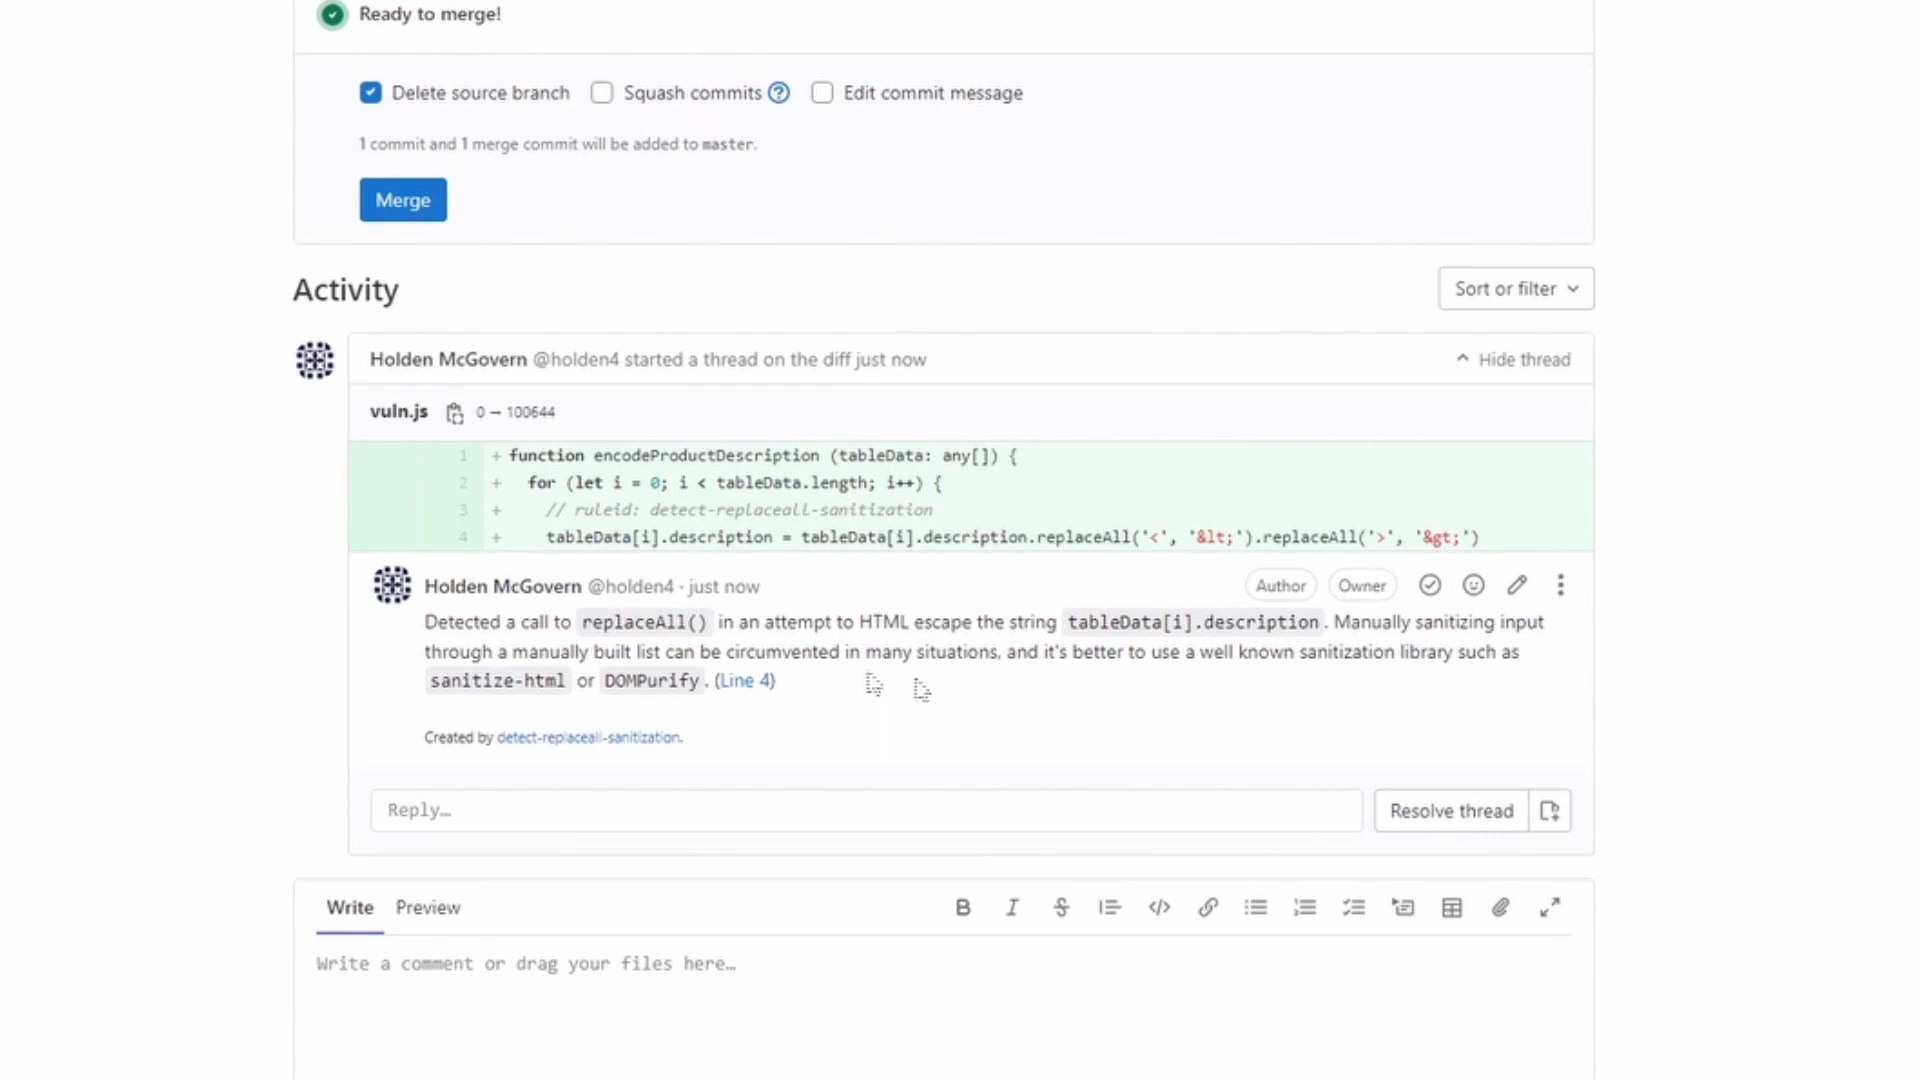 Ready to merge!
Delete source branch Squash commits Edit commit message
1 commit and 1 merge commit will be added to master.
Merge
Activity
Sort or filter
Holden McGovern @holden4 started a thread on the diff just now
Hide thread
vuln.js 0 → 100644
1 + function encodeProductDescription (tableData: any[]) {
2 + for (let i = 0; i < tableData.length; i++) {
3 + // ruleid: detect-replaceall-sanitization
4 + tableData[i].description = tableData[i].description.replaceAll('<', '&lt;').replaceAll('>', '&gt;')
Holden McGovern @holden4 · just now
Author Owner
Detected a call to replaceAll() in an attempt to HTML escape the string tableData[i].description. Manually sanitizing input
through a manually built list can be circumvented in many situations, and it's better to use a well known sanitization library such as
sanitize-html or DOMPurify. (Line 4)
Created by detect-replaceall-sanitization.
Reply…
Resolve thread
Write Preview
Write a comment or drag your files here…